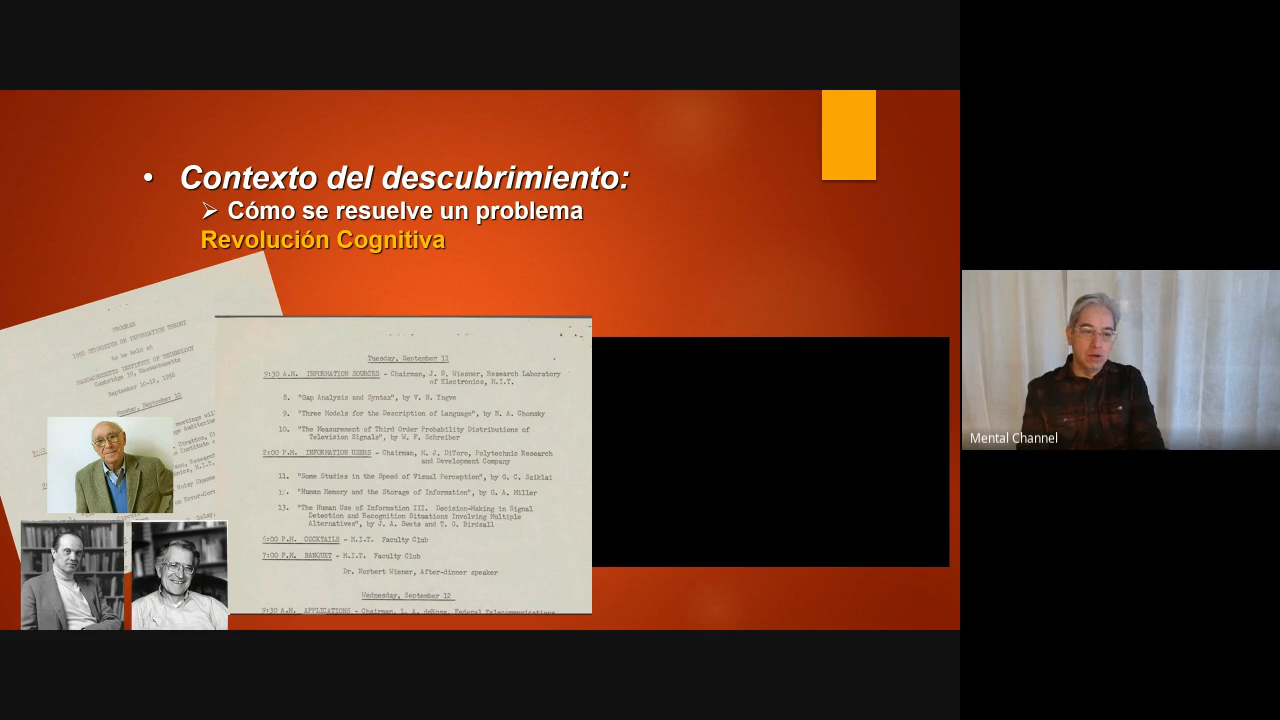 • Contexto del descubrimiento:
➢ Cómo se resuelve un problema
Revolución Cognitiva
PROGRAM
1956 SYMPOSIUM ON INFORMATION THEORY
to be held at
MASSACHUSETTS INSTITUTE OF TECHNOLOGY
Cambridge 39, Massachusetts
September 10-12, 1956
Monday, September 10
Tuesday, September 11
9:30 A.M. INFORMATION SOURCES - Chairman, J. B. Wiesner, Research Laboratory
of Electronics, M.I.T.
8. "Gap Analysis and Syntax", by V. H. Yngve
9. "Three Models for the Description of Language", by N. A. Chomsky
10. "The Measurement of Third Order Probability Distributions of
Television Signals", by W. F. Schreiber
2:00 P.M. INFORMATION USERS - Chairman, M. J. DiToro, Polytechnic Research
and Development Company
11. "Some Studies in the Speed of Visual Perception", by G. C. Sziklai
12. "Human Memory and the Storage of Information", by G. A. Miller
13. "The Human Use of Information III. Decision-Making in Signal
Detection and Recognition Situations Involving Multiple
Alternatives", by J. A. Swets and T. G. Birdsall
6:00 P.M. COCKTAILS - M.I.T. Faculty Club
7:00 P.M. BANQUET - M.I.T. Faculty Club
Dr. Norbert Wiener, After-dinner speaker
Wednesday, September 12
9:30 A.M. APPLICATIONS - Chairman, L. A. deRosa, Federal Telecommunications
Mental Channel